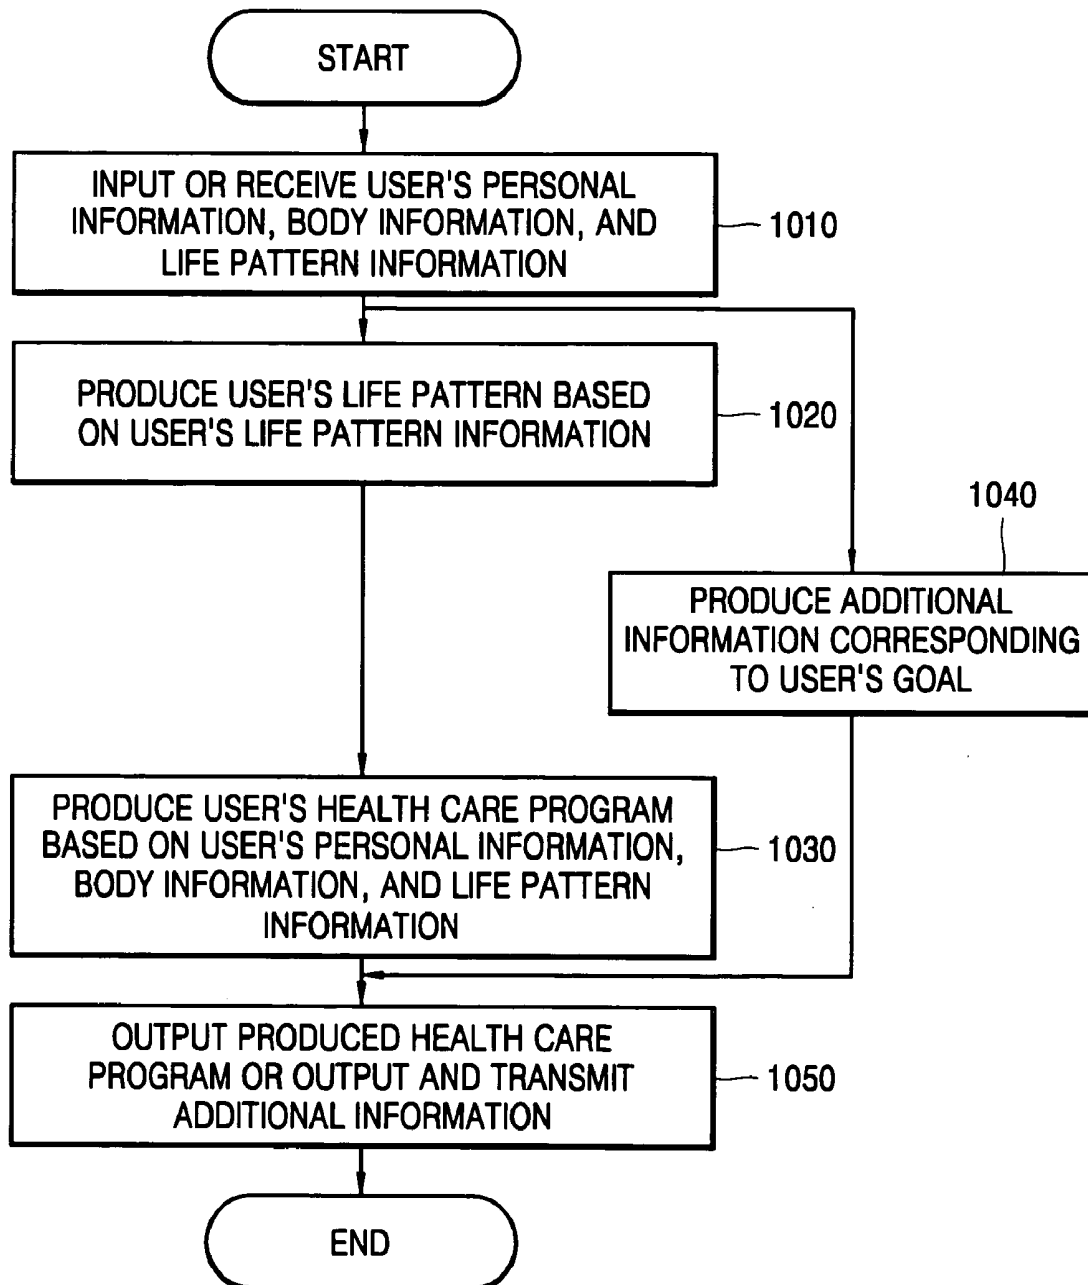 START
INPUT OR RECEIVE USER'S PERSONAL
INFORMATION, BODY INFORMATION, AND
LIFE PATTERN INFORMATION
1010
PRODUCE USER'S LIFE PATTERN BASED
ON USER'S LIFE PATTERN INFORMATION
1020
1040
PRODUCE ADDITIONAL
INFORMATION CORRESPONDING
TO USER'S GOAL
PRODUCE USER'S HEALTH CARE PROGRAM
BASED ON USER'S PERSONAL INFORMATION,
BODY INFORMATION, AND LIFE PATTERN
INFORMATION
1030
OUTPUT PRODUCED HEALTH CARE
PROGRAM OR OUTPUT AND TRANSMIT
ADDITIONAL INFORMATION
1050
END